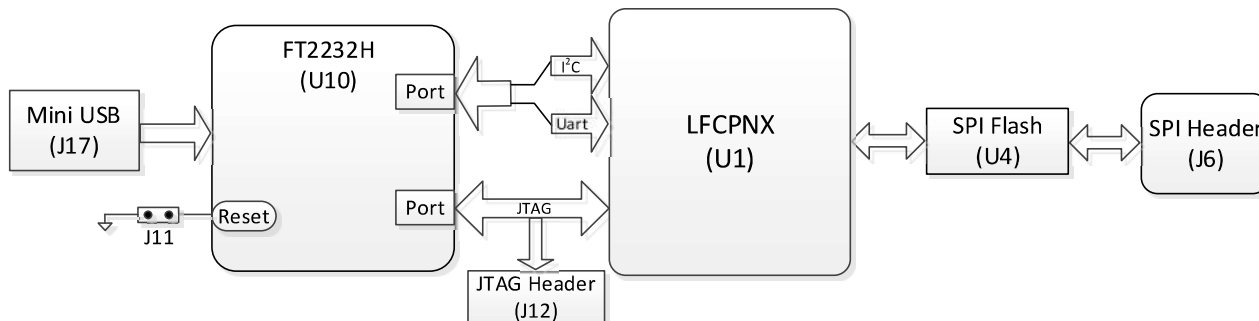 FT2232H
(U10)
Port
Port
Reset
Mini USB
(J17)
J11
I²C
Uart
JTAG
JTAG Header
(J12)
LFCPNX
(U1)
SPI Flash
(U4)
SPI Header
(J6)